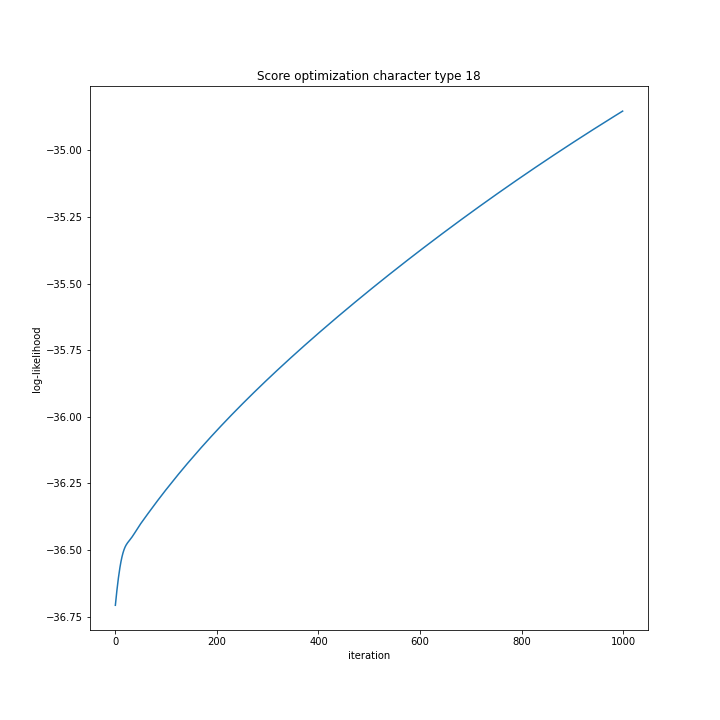 Score optimization character type 18
log-likelihood
−35.00
−35.25
−35.50
−35.75
−36.00
−36.25
−36.50
−36.75
0 200 400 600 800 1000
iteration